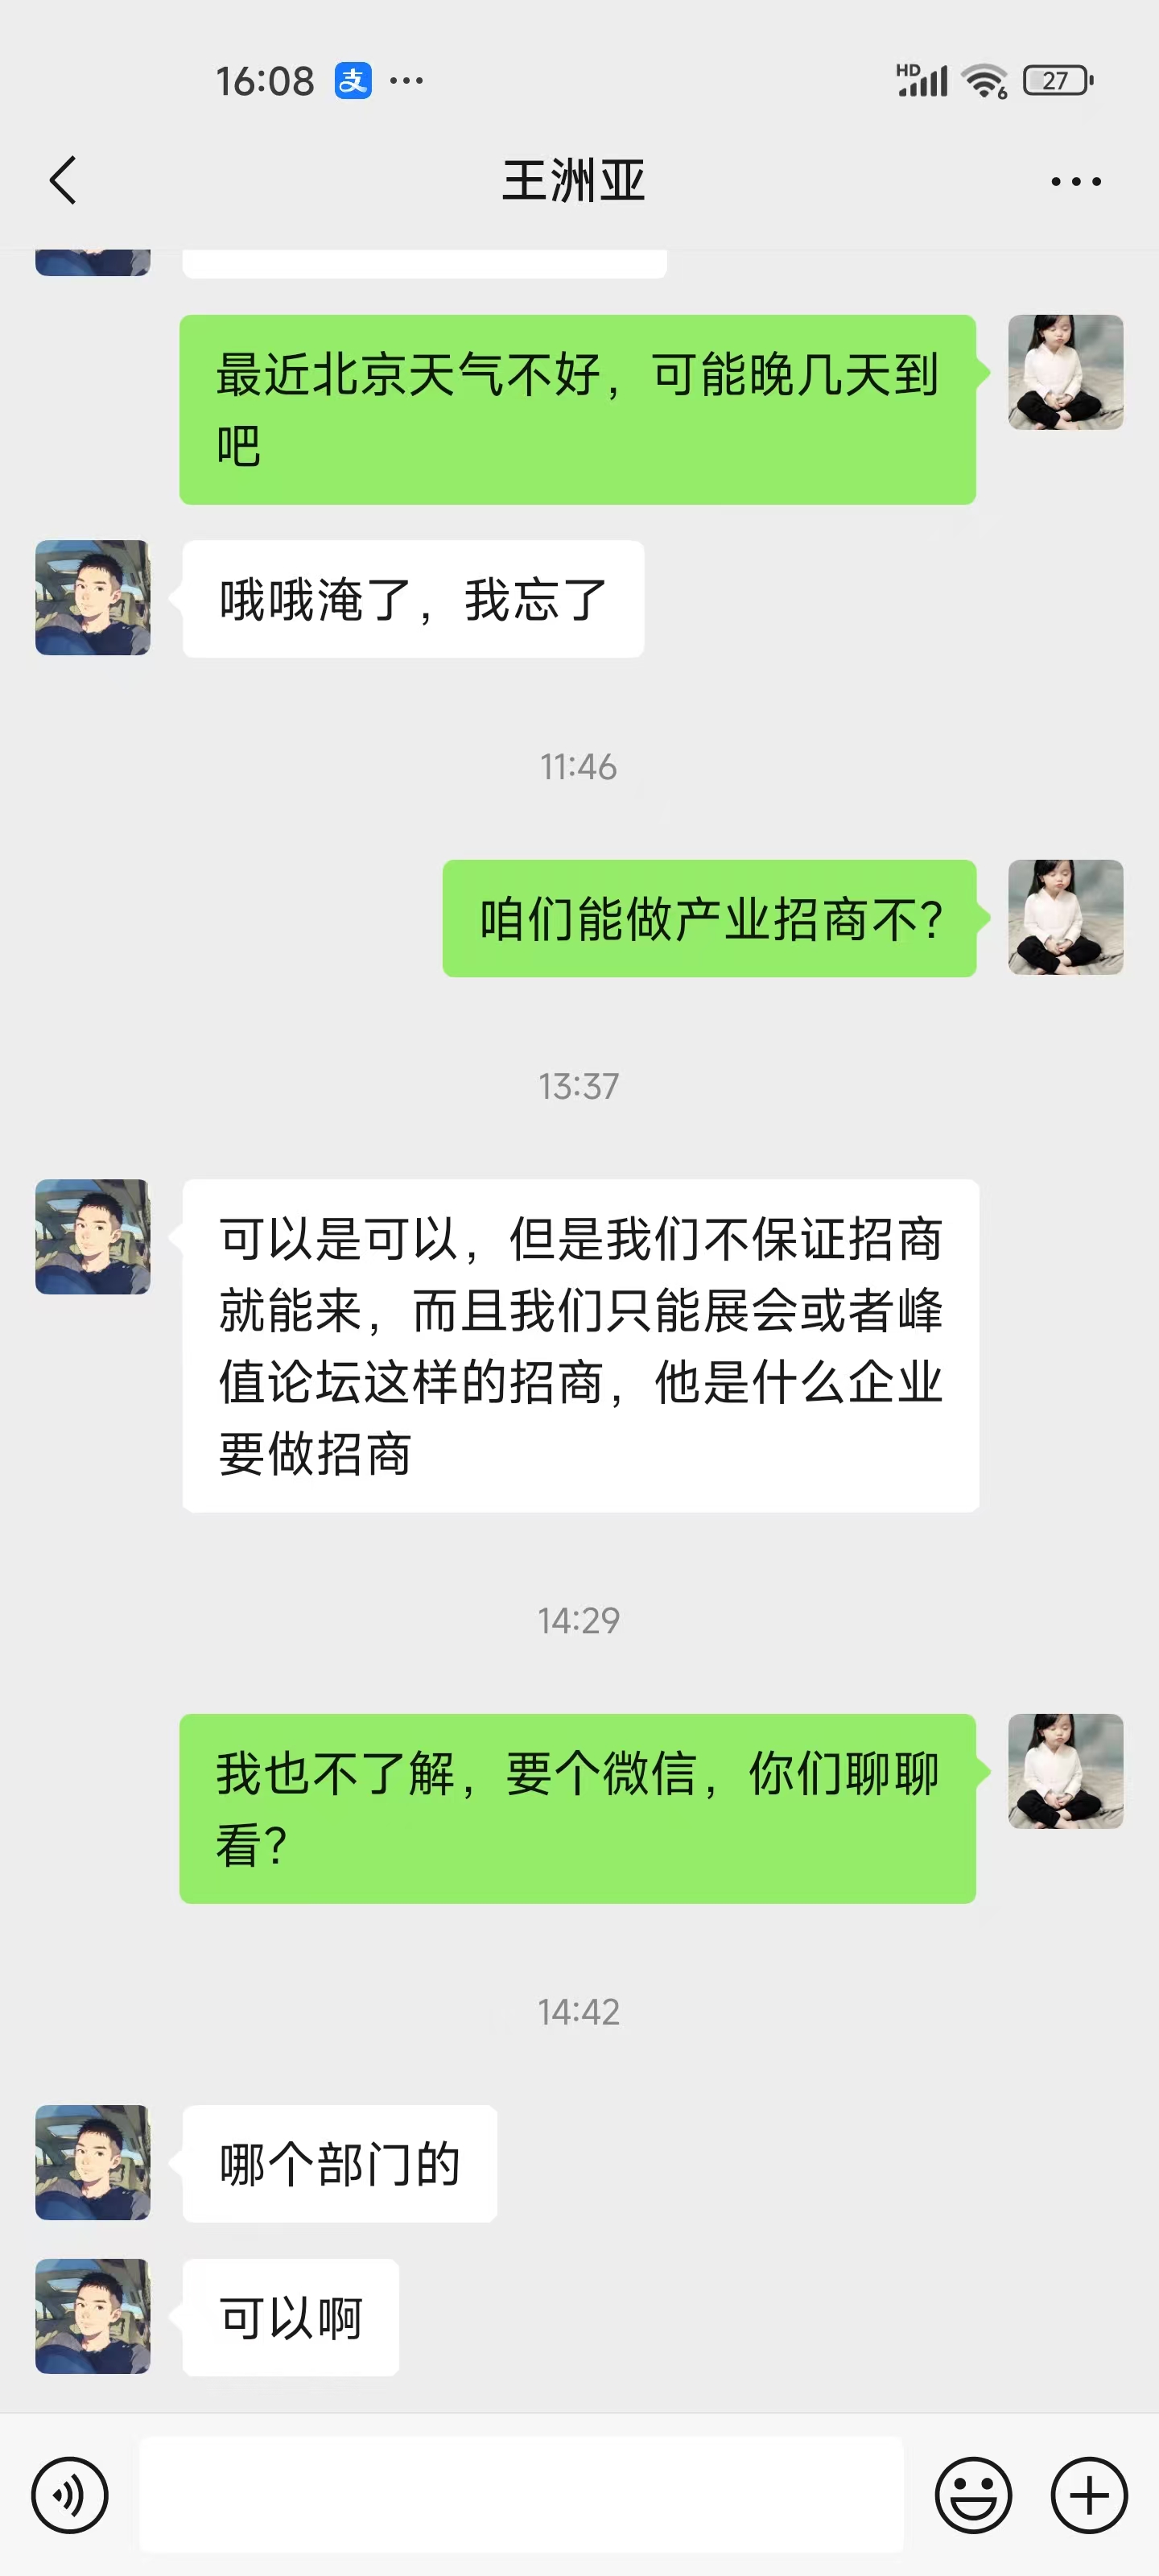 16:08 支 ···
HD 6 27
王洲亚
最近北京天气不好，可能晚几天到
吧
哦哦淹了，我忘了
11:46
咱们能做产业招商不？
13:37
可以是可以，但是我们不保证招商
就能来，而且我们只能展会或者峰
值论坛这样的招商，他是什么企业
要做招商
14:29
我也不了解，要个微信，你们聊聊
看？
14:42
哪个部门的
可以啊